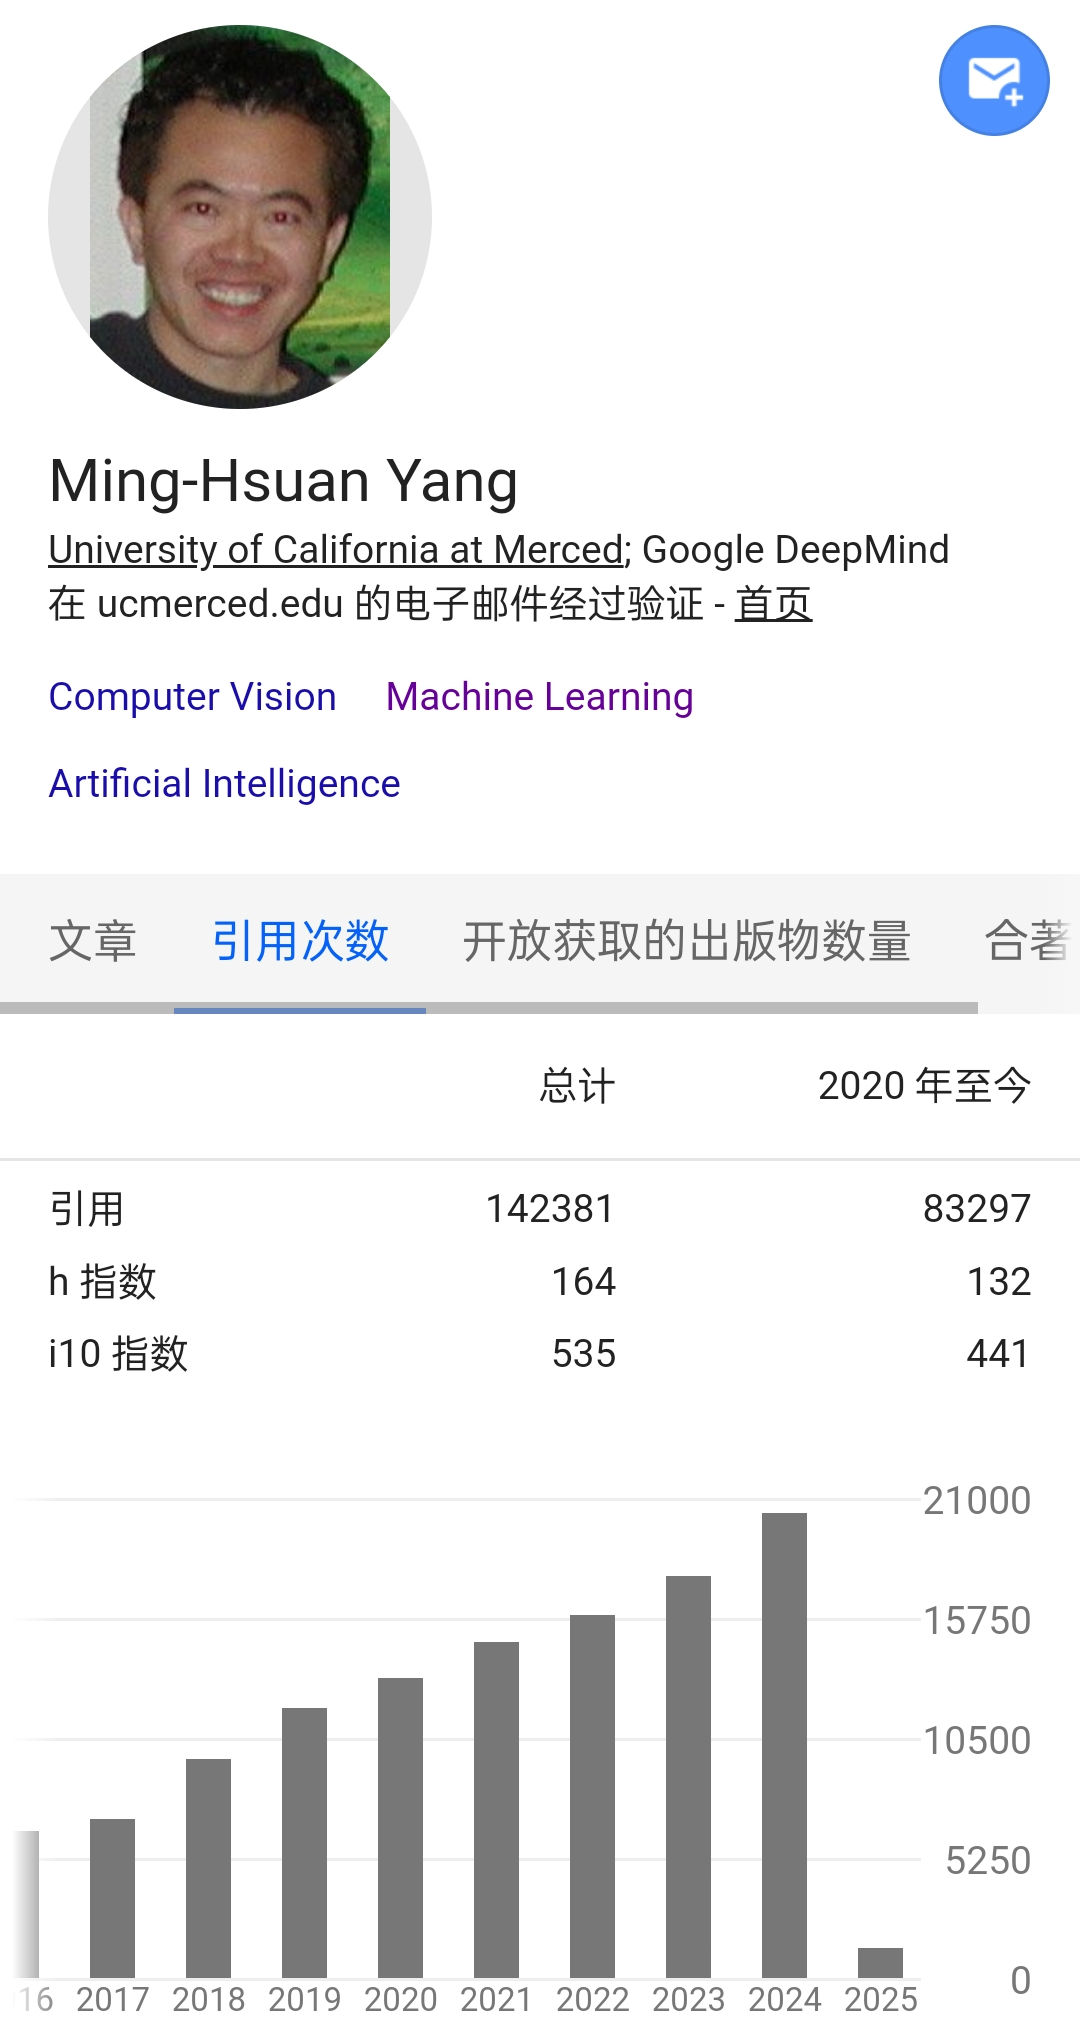 Ming-Hsuan Yang
University of California at Merced; Google DeepMind
在 ucmerced.edu 的电子邮件经过验证 - 首页
Computer Vision Machine Learning
Artificial Intelligence
文章 引用次数 开放获取的出版物数量 合著
总计 2020 年至今
引用 142381 83297
h 指数 164 132
i10 指数 535 441
21000
15750
10500
5250
0
16 2017 2018 2019 2020 2021 2022 2023 2024 2025